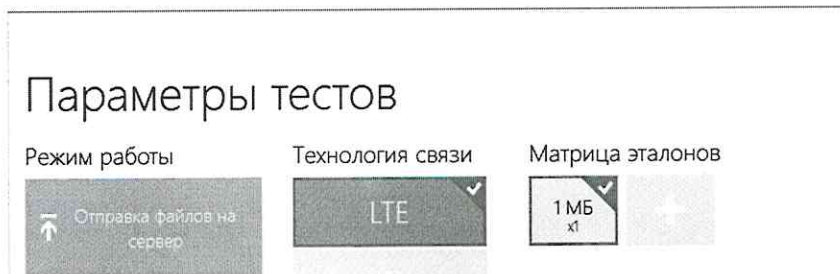 Параметры тестов
Режим работы
Технология связи
Матрица эталонов
Отправка файлов на
сервер
LTE
1 МБ
x1